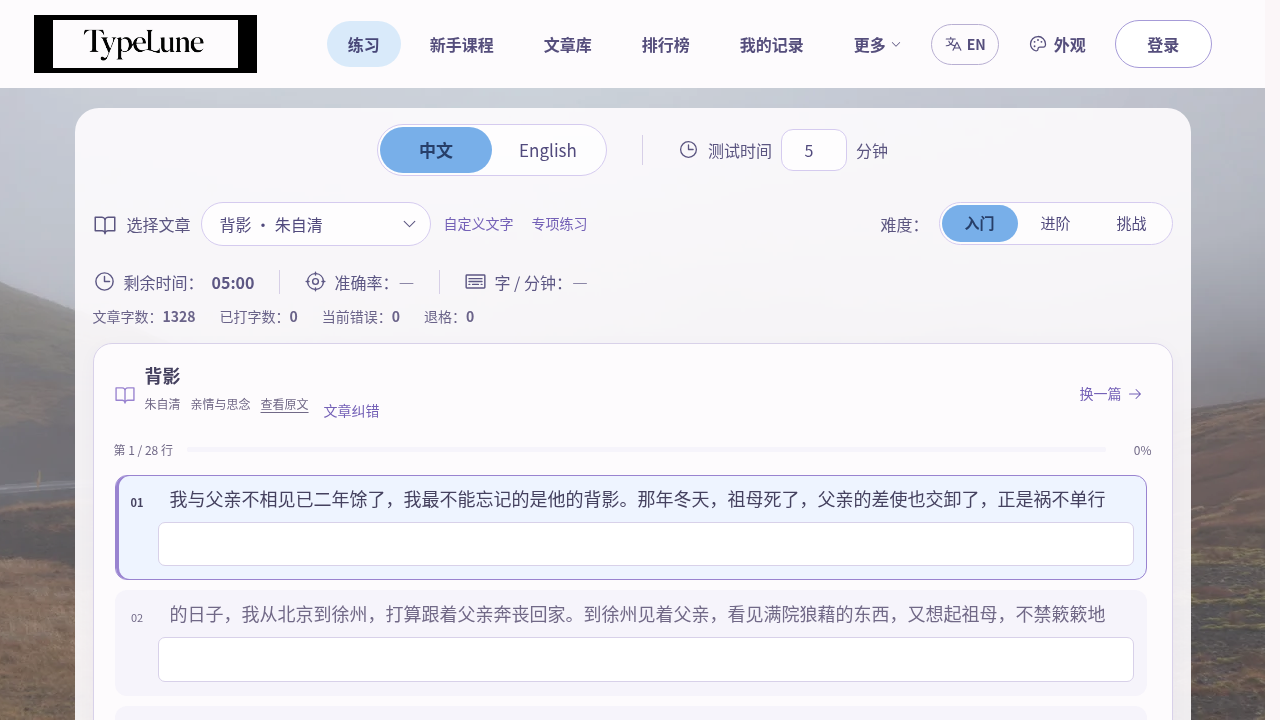 TypeLune
练习
新手课程
文章库
排行榜
我的记录
更多
EN
外观
登录
中文
English
测试时间
5
分钟
选择文章
背影 · 朱自清
自定义文字
专项练习
难度：
入门
进阶
挑战
剩余时间： 05:00
准确率：—
字 / 分钟：—
文章字数：1328
已打字数：0
当前错误：0
退格：0
背影
朱自清 亲情与思念 查看原文 文章纠错
换一篇 →
第 1 / 28 行
0%
01 我与父亲不相见已二年馀了，我最不能忘记的是他的背影。那年冬天，祖母死了，父亲的差使也交卸了，正是祸不单行
02 的日子，我从北京到徐州，打算跟着父亲奔丧回家。到徐州见着父亲，看见满院狼藉的东西，又想起祖母，不禁簌簌地